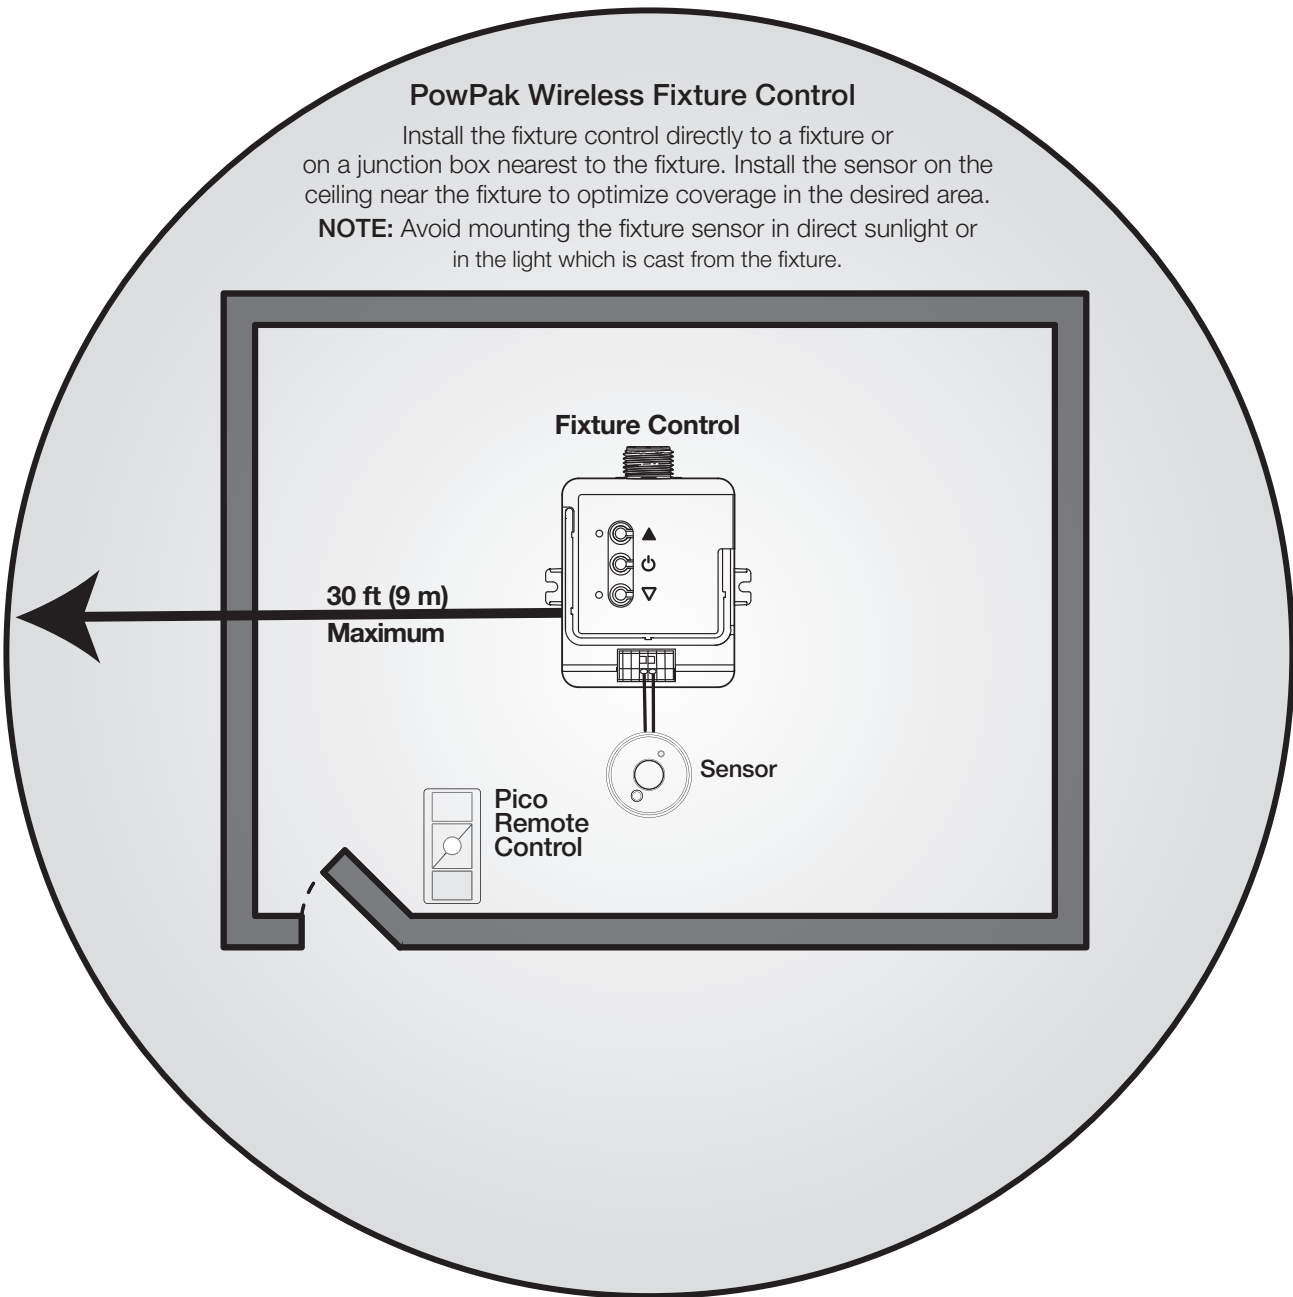 PowPak Wireless Fixture Control
Install the fixture control directly to a fixture or
on a junction box nearest to the fixture. Install the sensor on the
ceiling near the fixture to optimize coverage in the desired area.
NOTE: Avoid mounting the fixture sensor in direct sunlight or
in the light which is cast from the fixture.
Fixture Control
30 ft (9 m)
Maximum
Sensor
Pico
Remote
Control